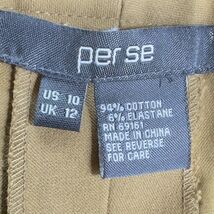 per se
US 10
UK 12
94% COTTON
6% ELASTANE
RN 69161
MADE IN CHINA
SEE REVERSE
FOR CARE